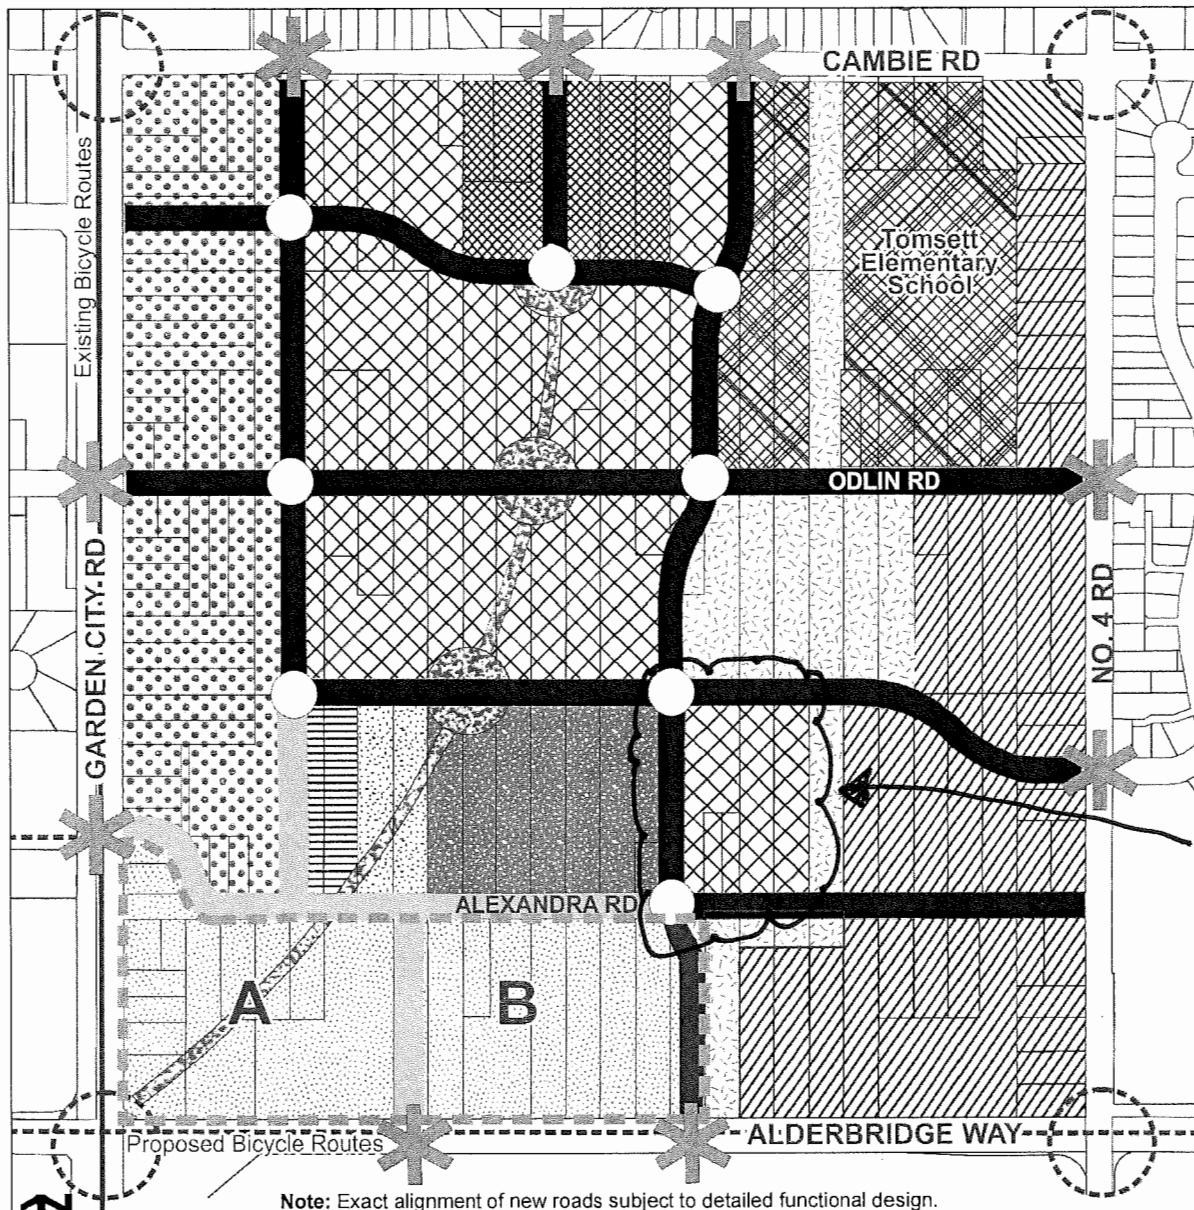 CAMBIE RD
Existing Bicycle Routes
Tomsett
Elementary
School
ODLIN RD
GARDEN CITY RD
NO. 4 RD
ALEXANDRA RD
A
B
Proposed Bicycle Routes
ALDERBRIDGE WAY
Note: Exact alignment of new roads subject to detailed functional design.